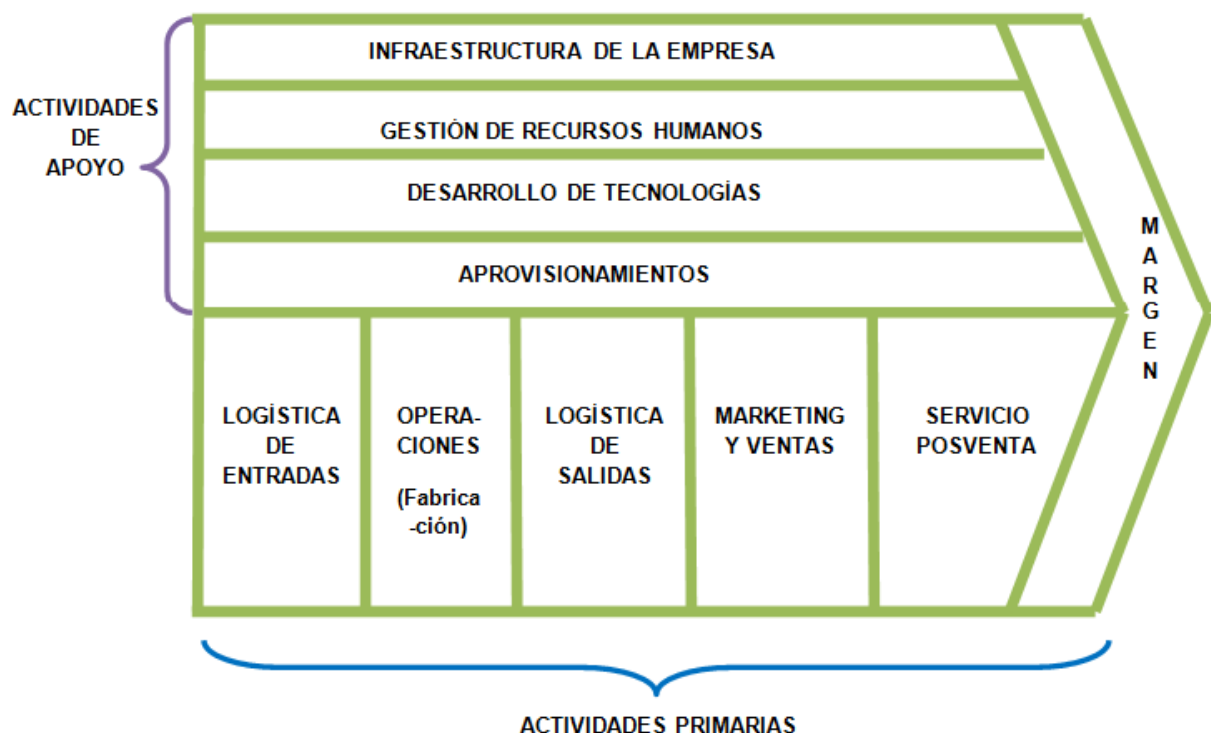 INFRAESTRUCTURA DE LA EMPRESA
ACTIVIDADES
DE
APOYO
GESTIÓN DE RECURSOS HUMANOS
DESARROLLO DE TECNOLOGÍAS
APROVISIONAMIENTOS
M
A
R
G
E
N
LOGÍSTICA
DE
ENTRADAS
OPERA-
CIONES
(Fabrica
-ción)
LOGÍSTICA
DE
SALIDAS
MARKETING
Y VENTAS
SERVICIO
POSVENTA
ACTIVIDADES PRIMARIAS